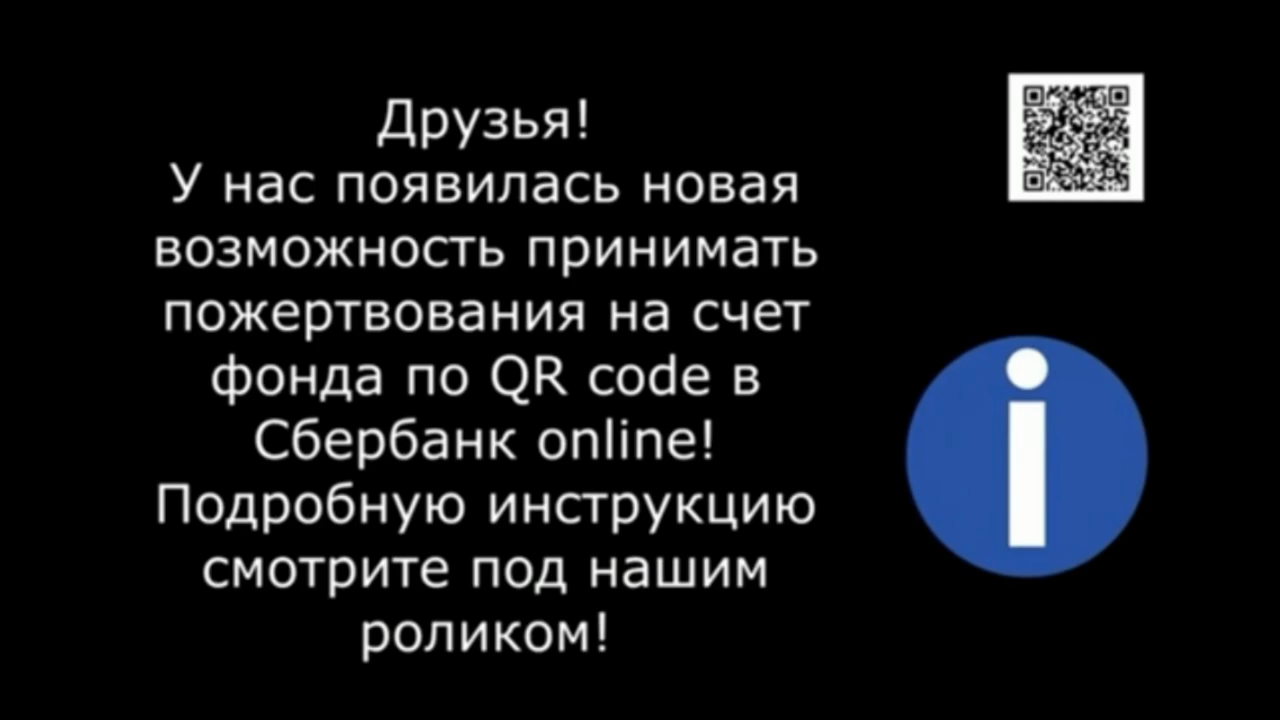 Друзья!
У нас появилась новая
возможность принимать
пожертвования на счет
фонда по QR code в
Сбербанк online!
Подробную инструкцию
смотрите под нашим
роликом!